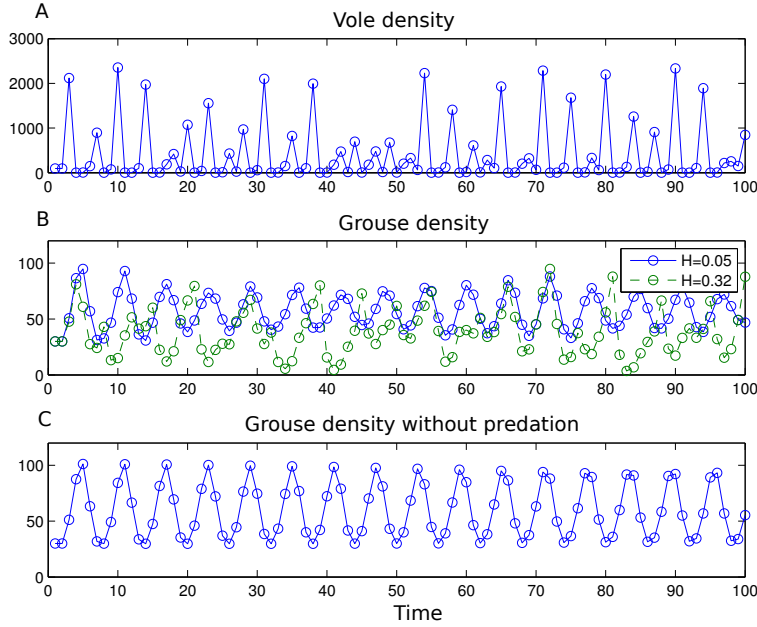 A
Vole density
3000
2000
1000
0
0 10 20 30 40 50 60 70 80 90 100
B
Grouse density
100
50
0
H=0.05
H=0.32
0 10 20 30 40 50 60 70 80 90 100
C
Grouse density without predation
100
50
0
0 10 20 30 40 50 60 70 80 90 100
Time